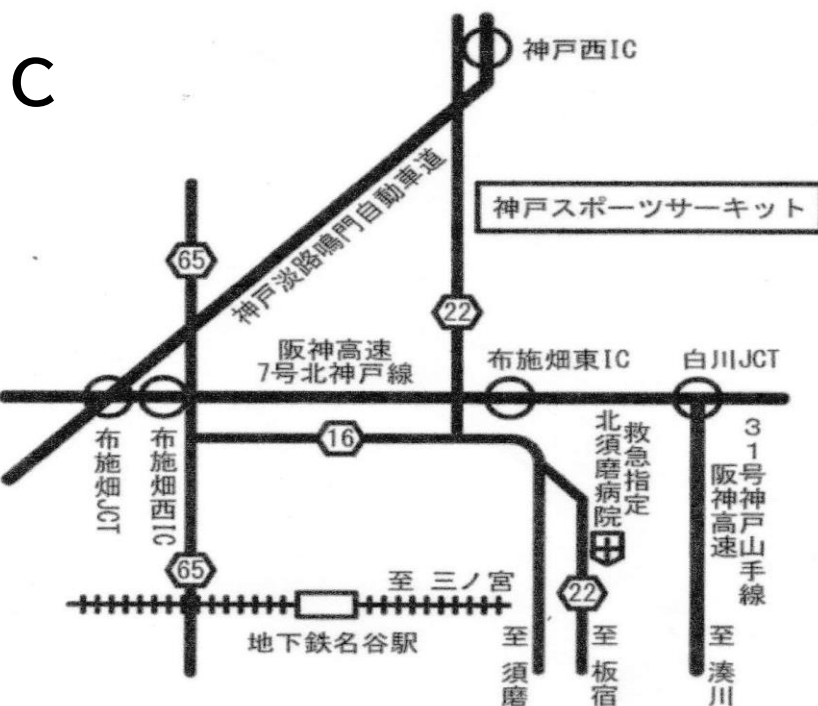 C
神戸西IC
神戸淡路鳴門自動車道
神戸スポーツサーキット
65
22
阪神高速
7号北神戸線
布施畑東IC
白川JCT
布施畑JCT
布施畑西IC
16
救急指定
北須磨病院
31号神戸山手線
阪神高速
65
至 三ノ宮
22
地下鉄名谷駅
至 須磨
至 板宿
至 湊川